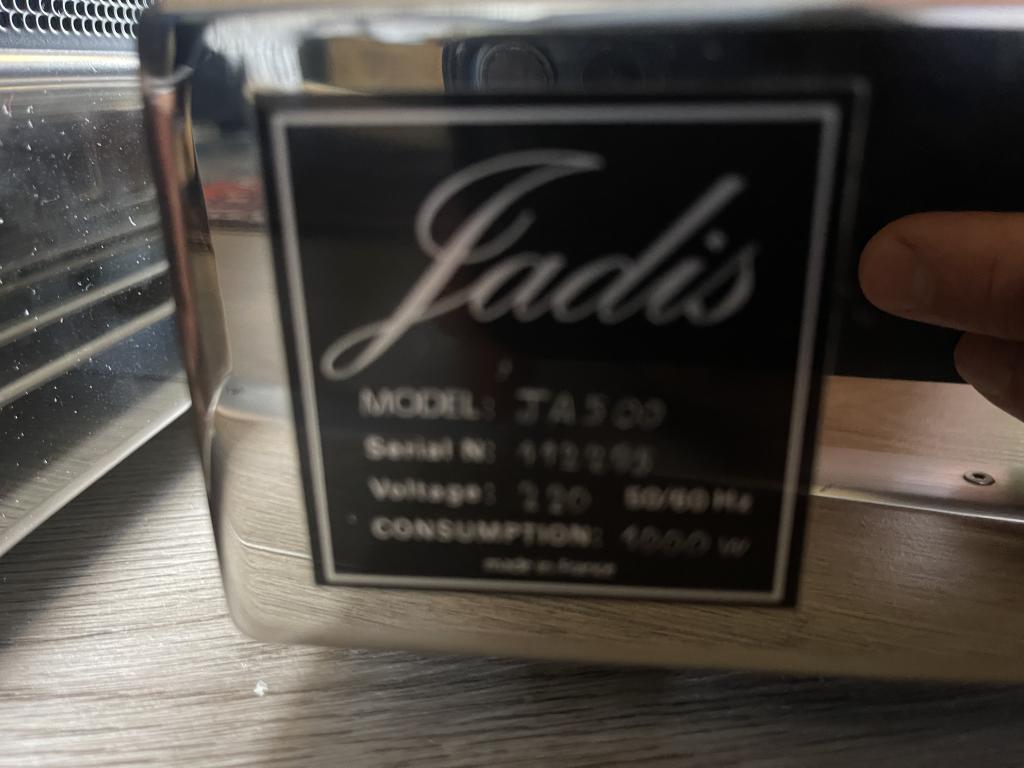 Jadis
MODEL: JA500
Serial N:
Voltage: 220 50/60 Hz
CONSUMPTION: 1000 W
made in France